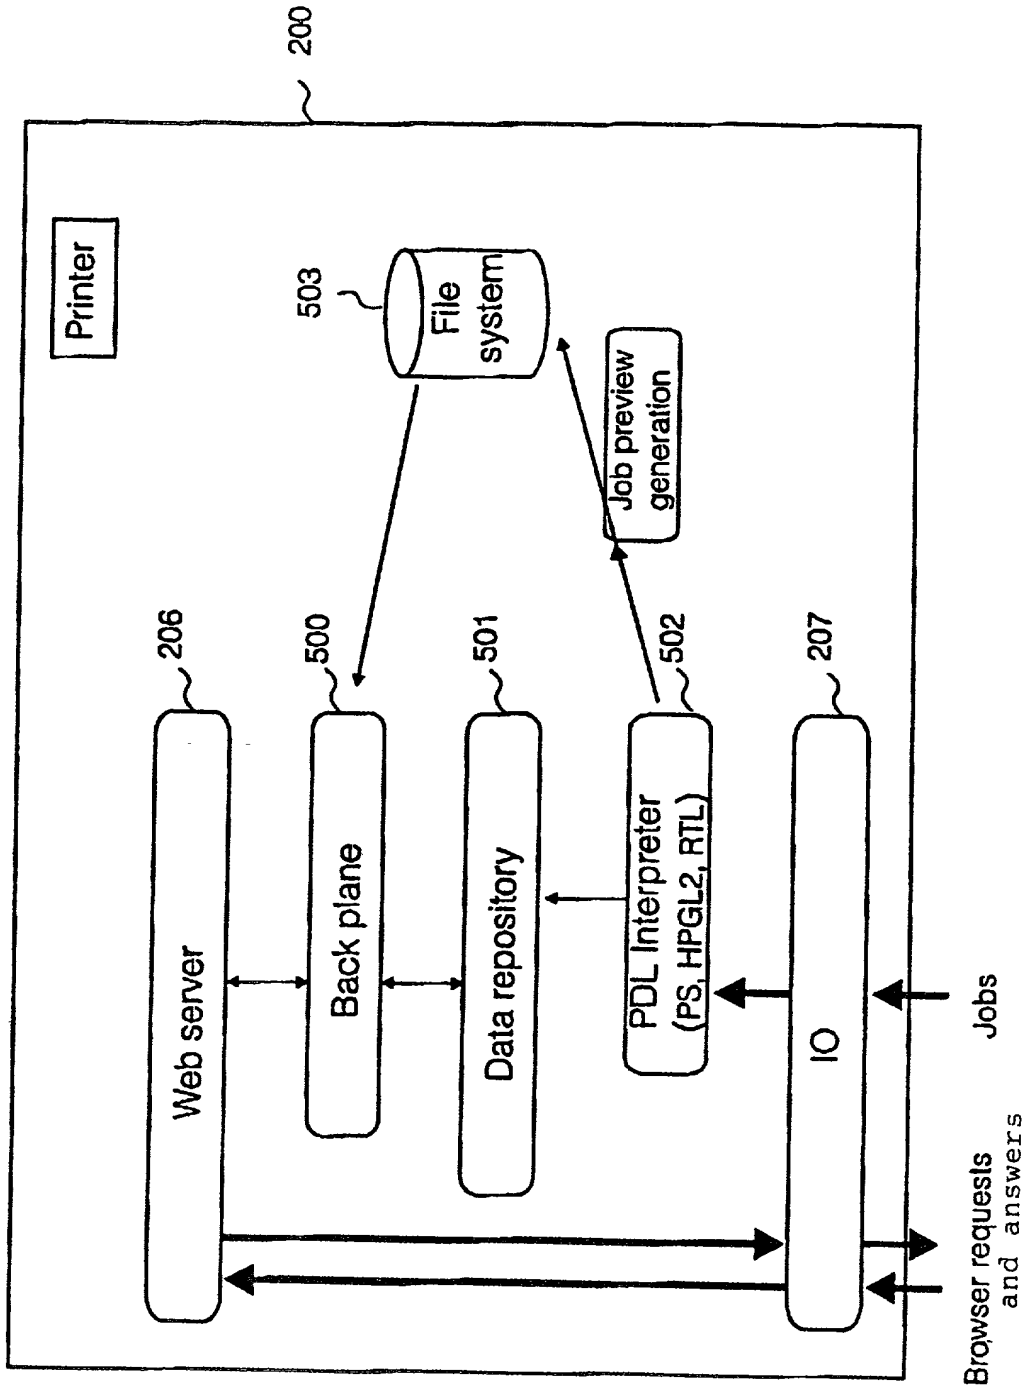 200
Printer
503
File
system
206
Web server
500
Back plane
501
Data repository
Job preview
generation
502
PDL Interpreter
(PS, HPGL2, RTL)
207
IO
Jobs
Browser requests
and answers